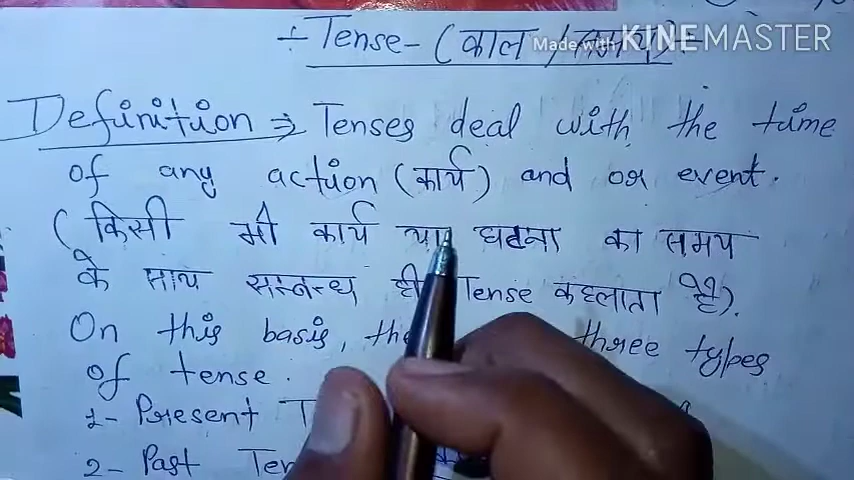 Tense- (काल / समय)
Made with KINEMASTER
Definition ⇒ Tenses deal with the time
of any action (कार्य) and or event.
(किसी भी कार्य या घटना का समय
के साथ सम्बन्ध ही Tense कहलाता है).
On this basis, three types
of tense.
1- Present
2- Past